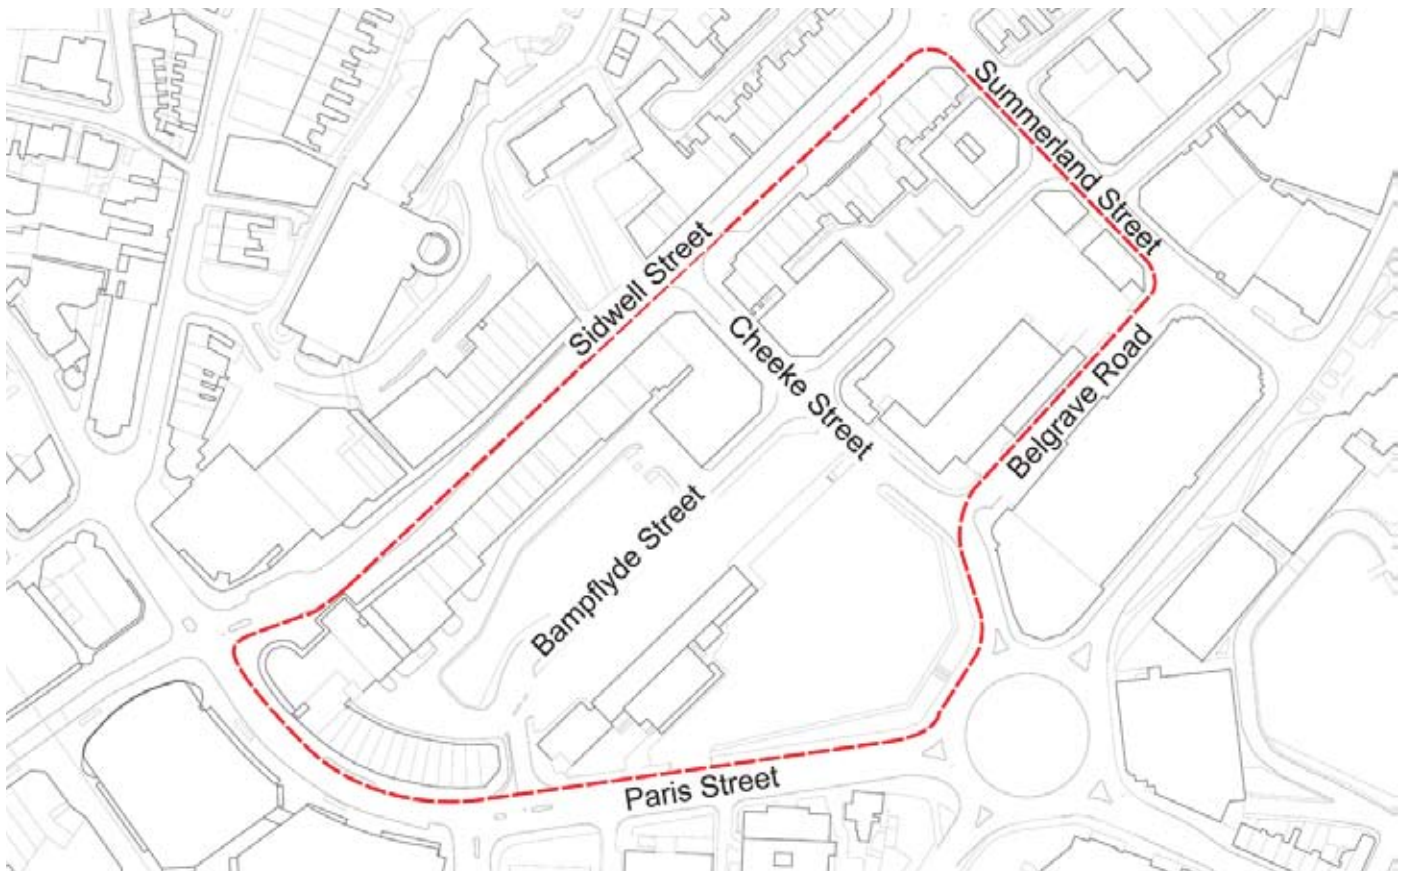 Summerland Street
Sidwell Street
Cheeke Street
Belgrave Road
Bampflyde Street
Paris Street